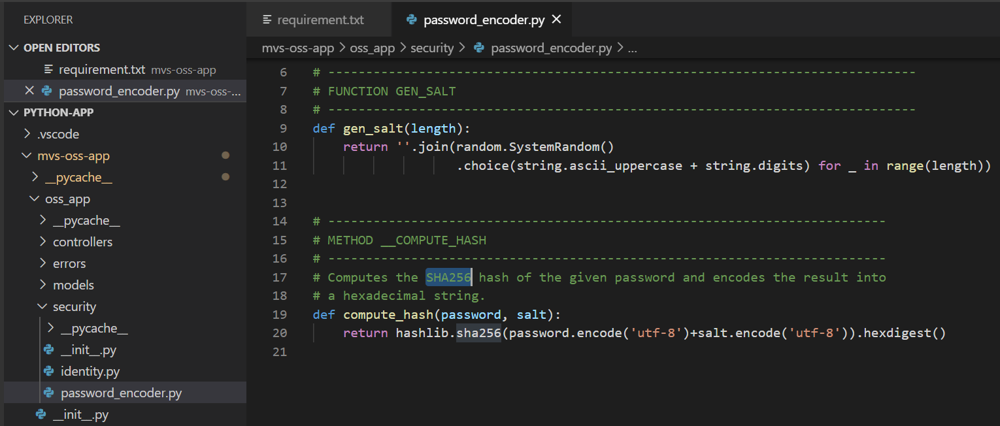 EXPLORER
OPEN EDITORS
requirement.txt mvs-oss-app
password_encoder.py mvs-oss-...
PYTHON-APP
.vscode
mvs-oss-app
__pycache__
oss_app
__pycache__
controllers
errors
models
security
__pycache__
__init__.py
identity.py
password_encoder.py
__init__.py
requirement.txt
password_encoder.py
mvs-oss-app > oss_app > security > password_encoder.py > ...
6 # ------------------------------------------------------------------------------
7 # FUNCTION GEN_SALT
8 # ------------------------------------------------------------------------------
9 def gen_salt(length):
10     return ''.join(random.SystemRandom()
11                    .choice(string.ascii_uppercase + string.digits) for _ in range(length))
12
13
14 # --------------------------------------------------------------------------
15 # METHOD __COMPUTE_HASH
16 # --------------------------------------------------------------------------
17 # Computes the SHA256 hash of the given password and encodes the result into
18 # a hexadecimal string.
19 def compute_hash(password, salt):
20     return hashlib.sha256(password.encode('utf-8')+salt.encode('utf-8')).hexdigest()
21